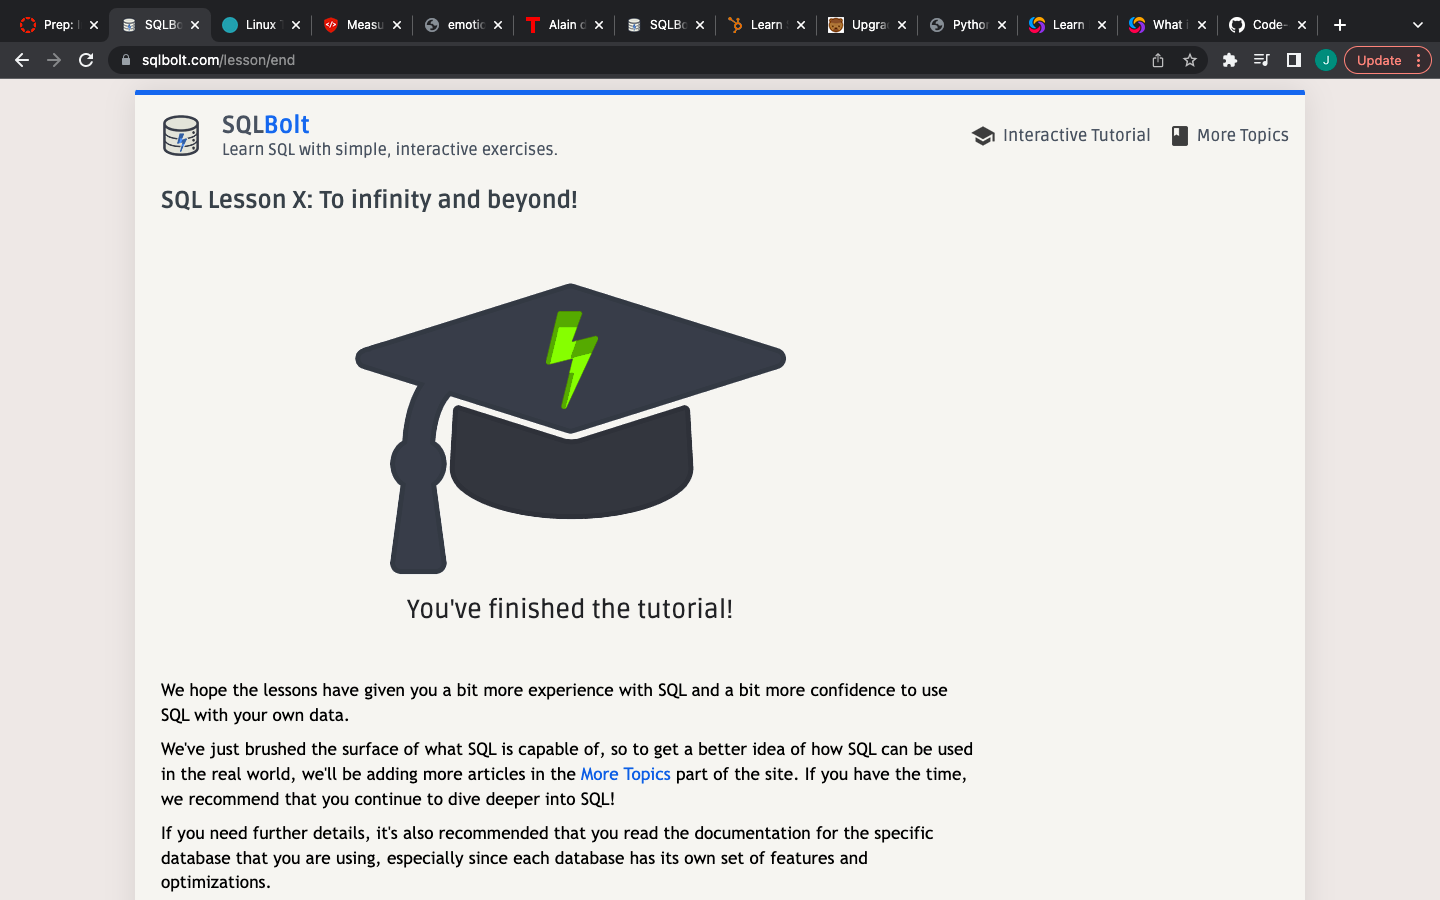 Prep:
SQLBo
Linux
Measu
emotic
Alain d
SQLBo
Learn
Upgra
Python
Learn
What i
Code-
sqlbolt.com/lesson/end
J
Update
SQLBolt
Learn SQL with simple, interactive exercises.
Interactive Tutorial
More Topics
SQL Lesson X: To infinity and beyond!
You've finished the tutorial!
We hope the lessons have given you a bit more experience with SQL and a bit more confidence to use
SQL with your own data.
We've just brushed the surface of what SQL is capable of, so to get a better idea of how SQL can be used
in the real world, we'll be adding more articles in the More Topics part of the site. If you have the time,
we recommend that you continue to dive deeper into SQL!
If you need further details, it's also recommended that you read the documentation for the specific
database that you are using, especially since each database has its own set of features and
optimizations.